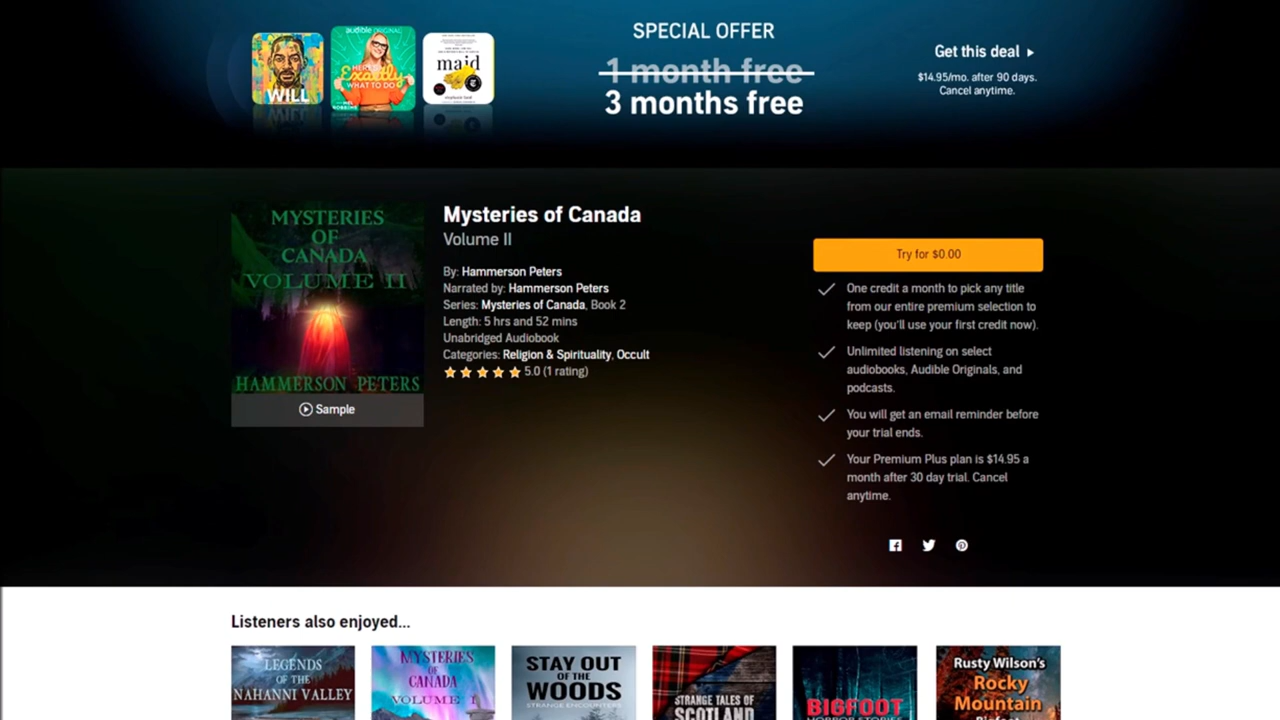 SPECIAL OFFER
1 month free
3 months free
Get this deal
$14.95/mo. after 90 days.
Cancel anytime.
WILL
audible ORIGINAL
HERE'S
Exactly
WHAT TO DO
MEL
ROBBINS
maid
Mysteries of Canada
Volume II
By: Hammerson Peters
Narrated by: Hammerson Peters
Series: Mysteries of Canada, Book 2
Length: 5 hrs and 52 mins
Unabridged Audiobook
Categories: Religion & Spirituality, Occult
5.0 (1 rating)
MYSTERIES
OF
CANADA
VOLUME II
HAMMERSON PETERS
Sample
Try for $0.00
One credit a month to pick any title
from our entire premium selection to
keep (you'll use your first credit now).
Unlimited listening on select
audiobooks, Audible Originals, and
podcasts.
You will get an email reminder before
your trial ends.
Your Premium Plus plan is $14.95 a
month after 30 day trial. Cancel
anytime.
Listeners also enjoyed...
LEGENDS
OF THE
NAHANNI VALLEY
MYSTERIES
OF
CANADA
VOLUME I
STAY OUT
OF THE
WOODS
STRANGE ENCOUNTERS
STRANGE TALES OF
SCOTLAND
BIGFOOT
HORROR STORIES
Rusty Wilson's
Rocky
Mountain
Bigfoot